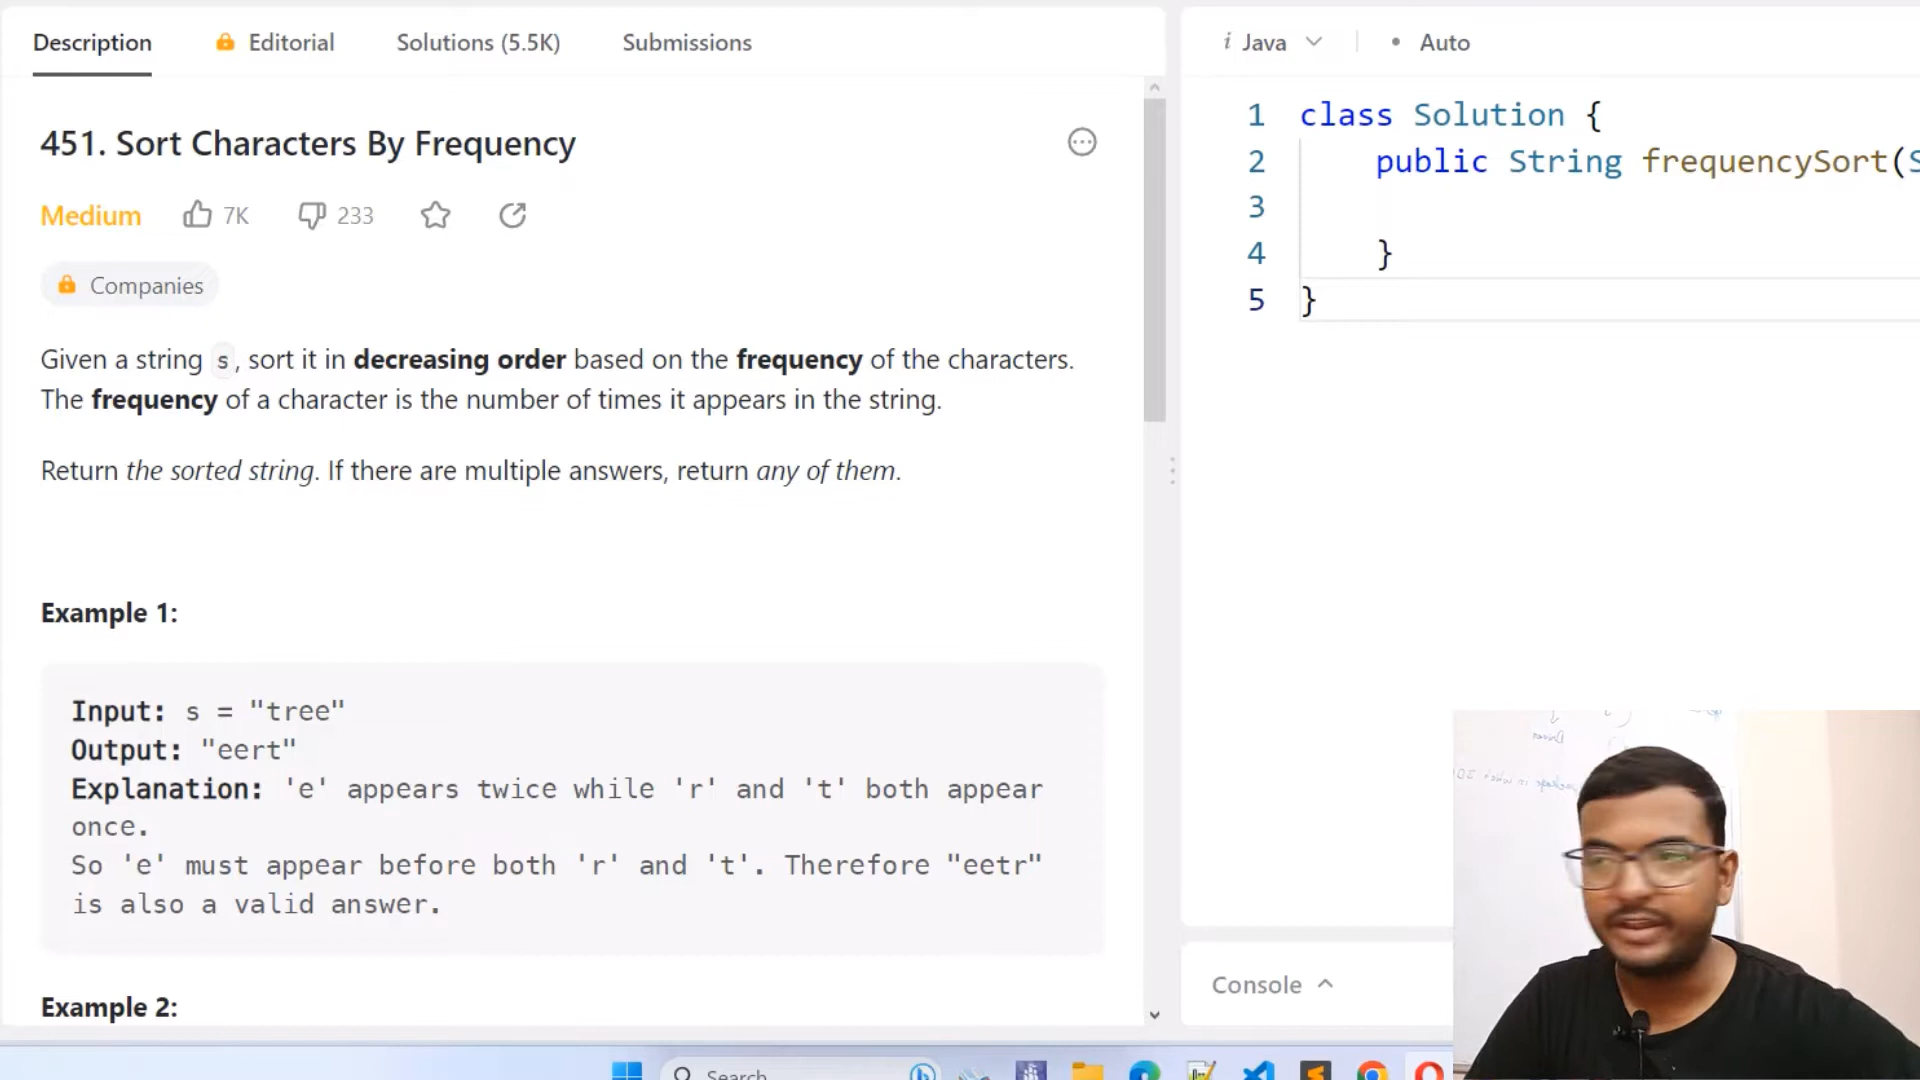 Description
Editorial
Solutions (5.5K)
Submissions
451. Sort Characters By Frequency
Medium
7K
233
Companies
Given a string s, sort it in decreasing order based on the frequency of the characters.
The frequency of a character is the number of times it appears in the string.
Return the sorted string. If there are multiple answers, return any of them.
Example 1:
Input: s = "tree"
Output: "eert"
Explanation: 'e' appears twice while 'r' and 't' both appear
once.
So 'e' must appear before both 'r' and 't'. Therefore "eetr"
is also a valid answer.
Example 2:
i Java
• Auto
1 class Solution {
2 public String frequencySort(S
3
4 }
5 }
Console
Search